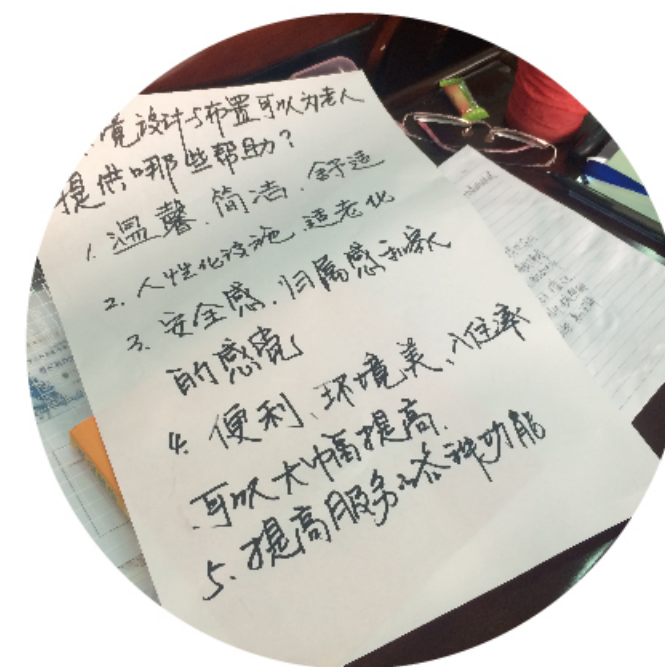 境设计与布置可以为老人
提供哪些帮助？
1. 温馨、简洁、舒适
2. 人性化设施、适老化
3. 安全感、归属感和家人
的感觉
4. 便利、环境美、入住率
可以大幅提高.
5. 提高服务的各种功能